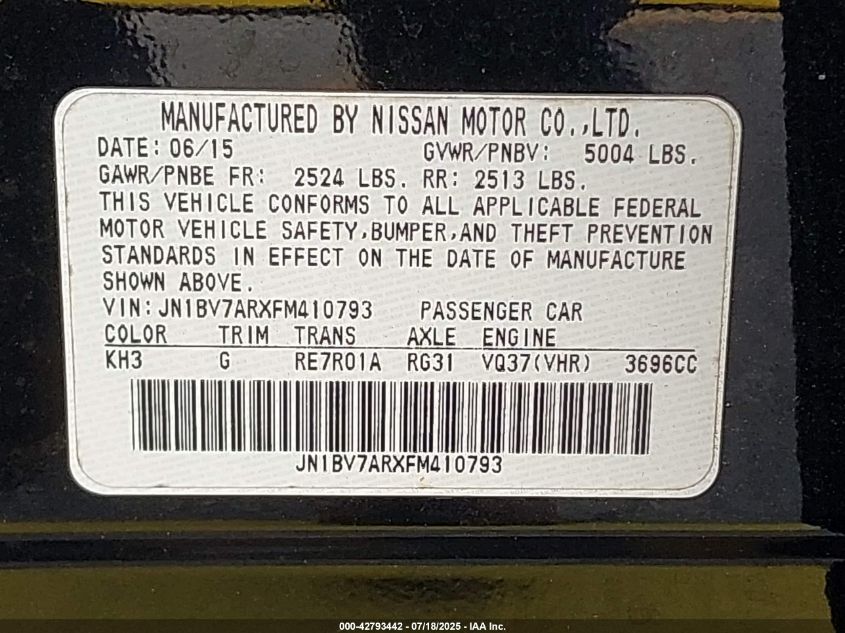 MANUFACTURED BY NISSAN MOTOR CO.,LTD.
DATE: 06/15 GVWR/PNBV: 5004 LBS.
GAWR/PNBE FR: 2524 LBS. RR: 2513 LBS.
THIS VEHICLE CONFORMS TO ALL APPLICABLE FEDERAL
MOTOR VEHICLE SAFETY,BUMPER,AND THEFT PREVENTION
STANDARDS IN EFFECT ON THE DATE OF MANUFACTURE
SHOWN ABOVE.
VIN:JN1BV7ARXFM410793 PASSENGER CAR
COLOR TRIM TRANS AXLE ENGINE
KH3 G RE7R01A RG31 VQ37(VHR) 3696CC
JN1BV7ARXFM410793
000-42793442 - 07/18/2025 - IAA Inc.